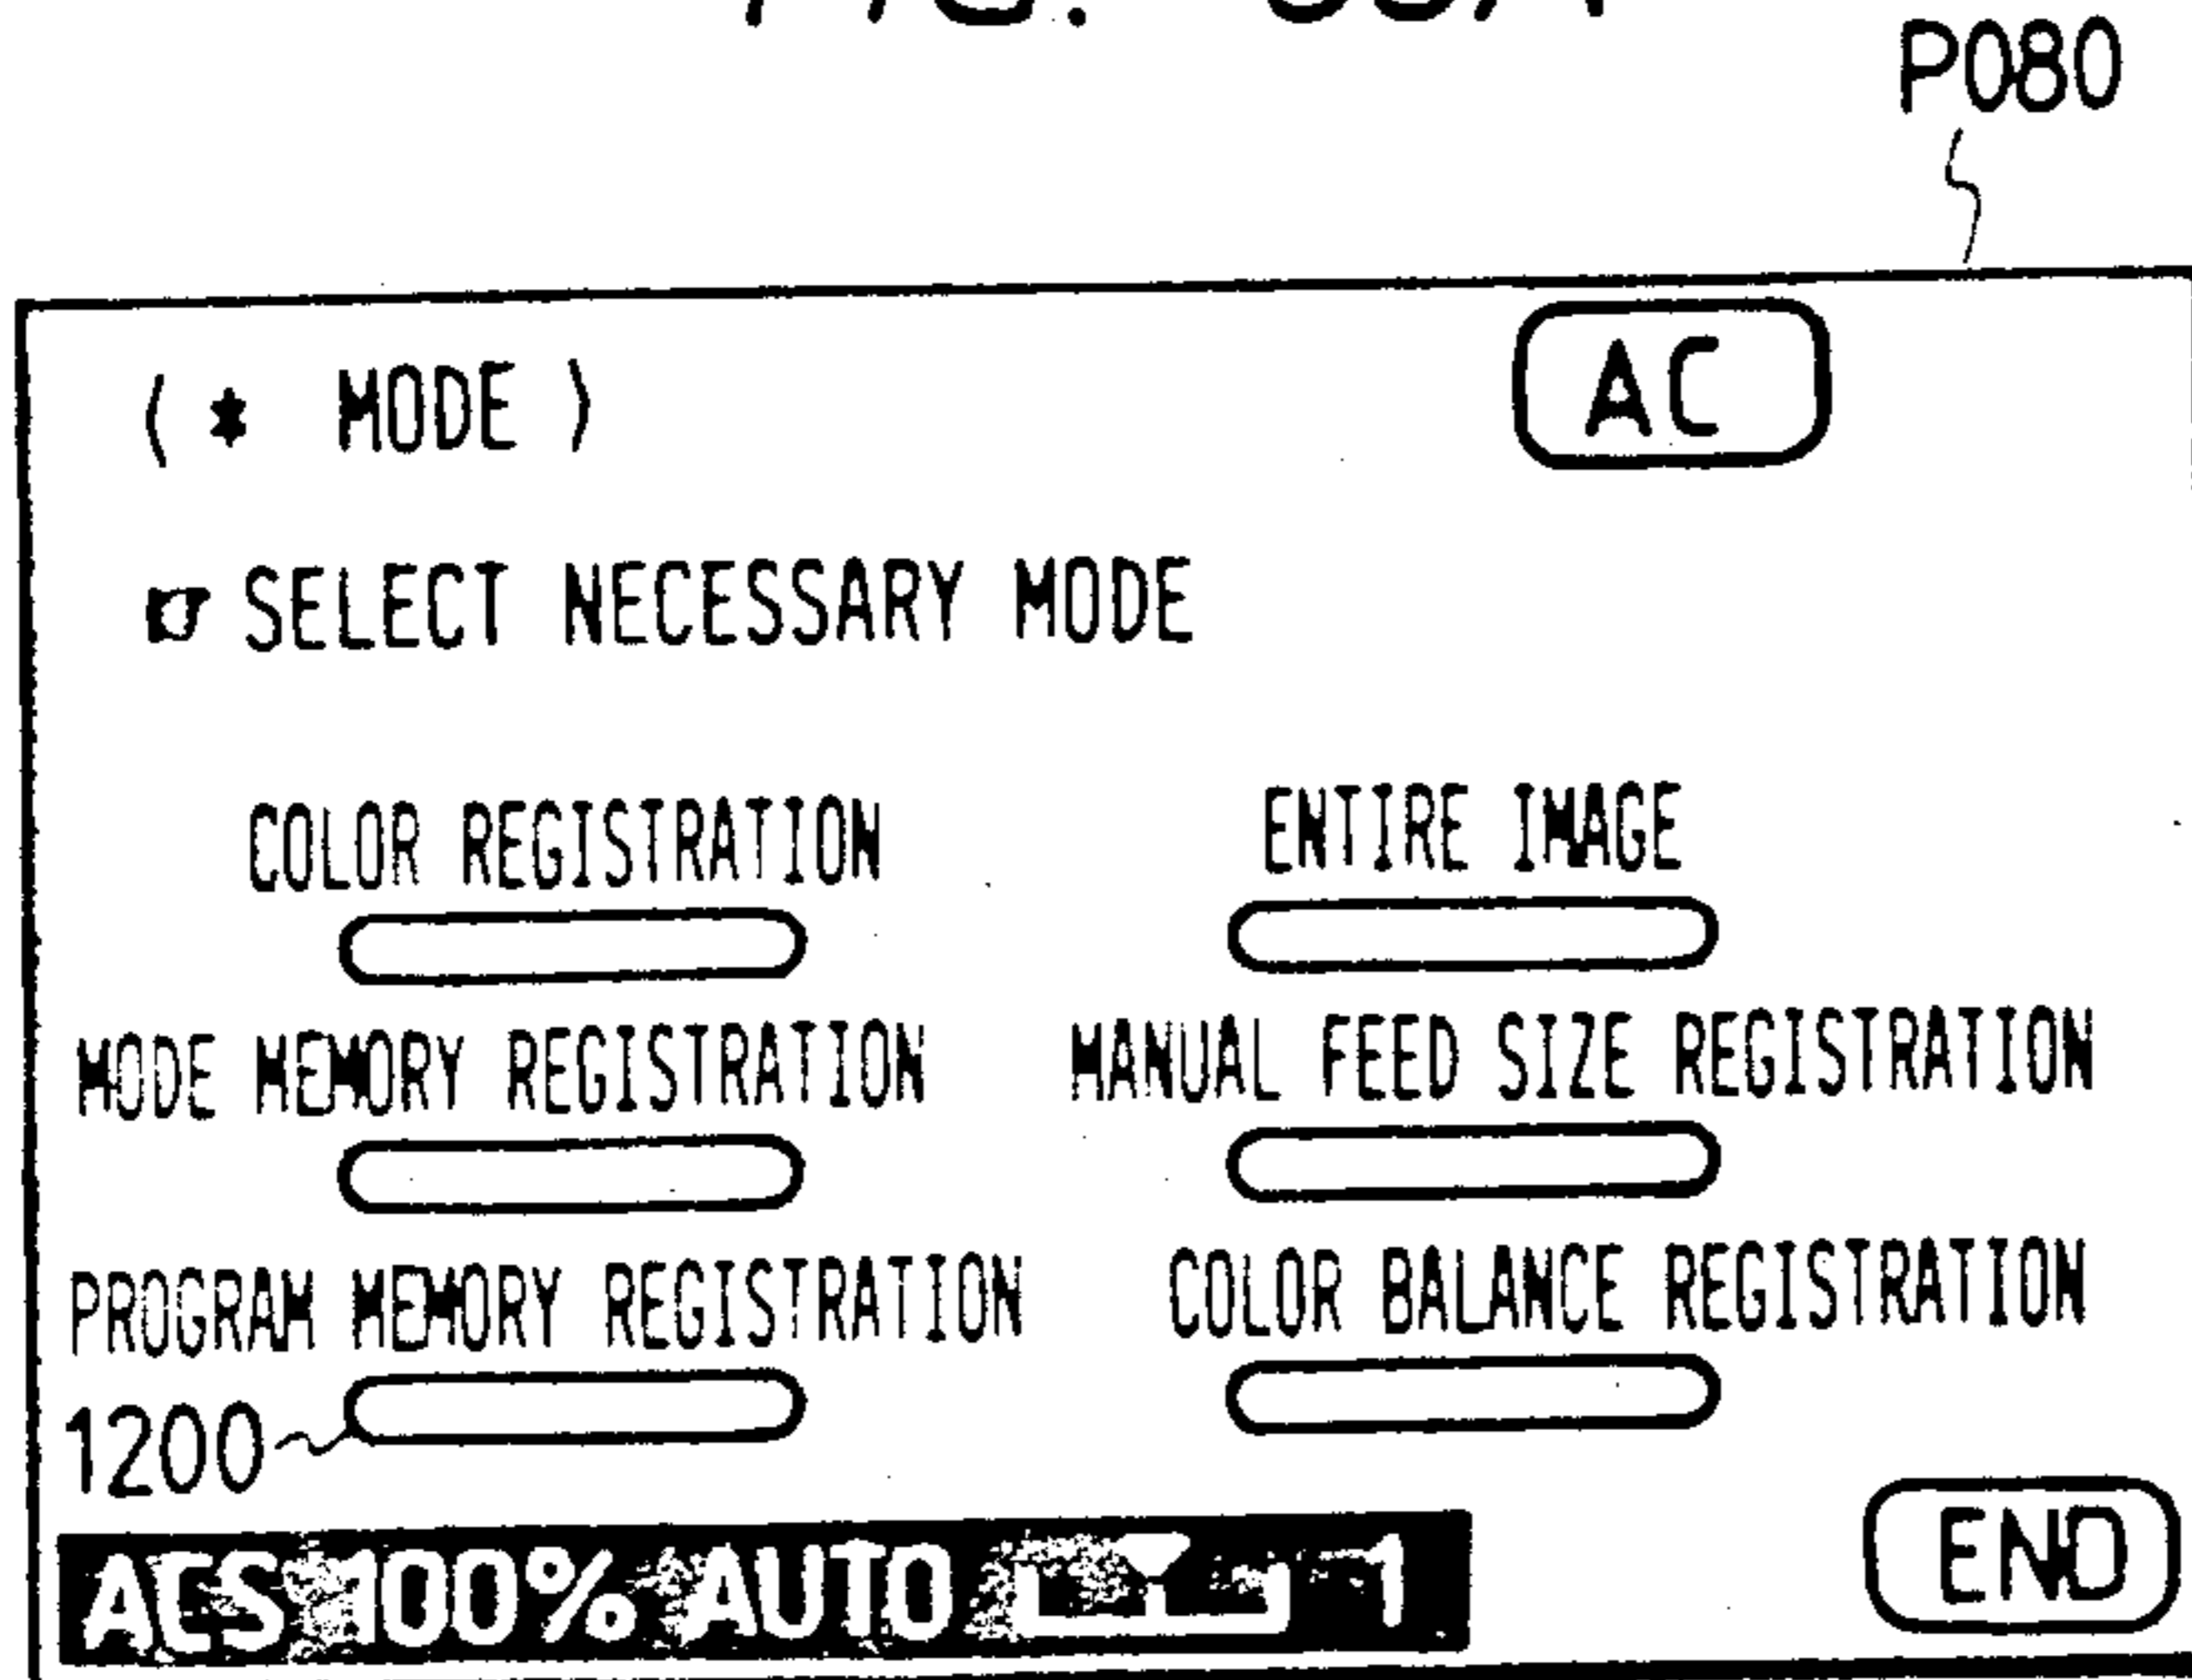 FIG.
P080
(* MODE) AC
☞ SELECT NECESSARY MODE
COLOR REGISTRATION ENTIRE IMAGE
MODE MEMORY REGISTRATION MANUAL FEED SIZE REGISTRATION
PROGRAM MEMORY REGISTRATION COLOR BALANCE REGISTRATION
1200
ACS 100% AUTO 1 END